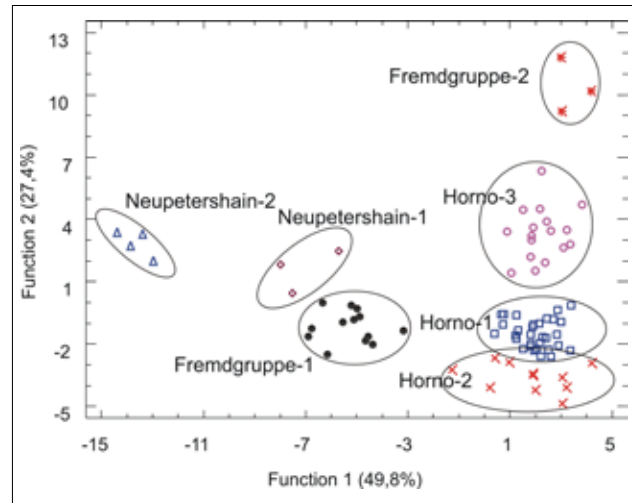 13
10
7
4
1
-2
-5
Function 2 (27,4%)
Fremdgruppe-2
Neupetershain-2
Neupetershain-1
Horno-3
Horno-1
Fremdgruppe-1
Horno-2
-15 -11 -7 -3 1 5
Function 1 (49,8%)